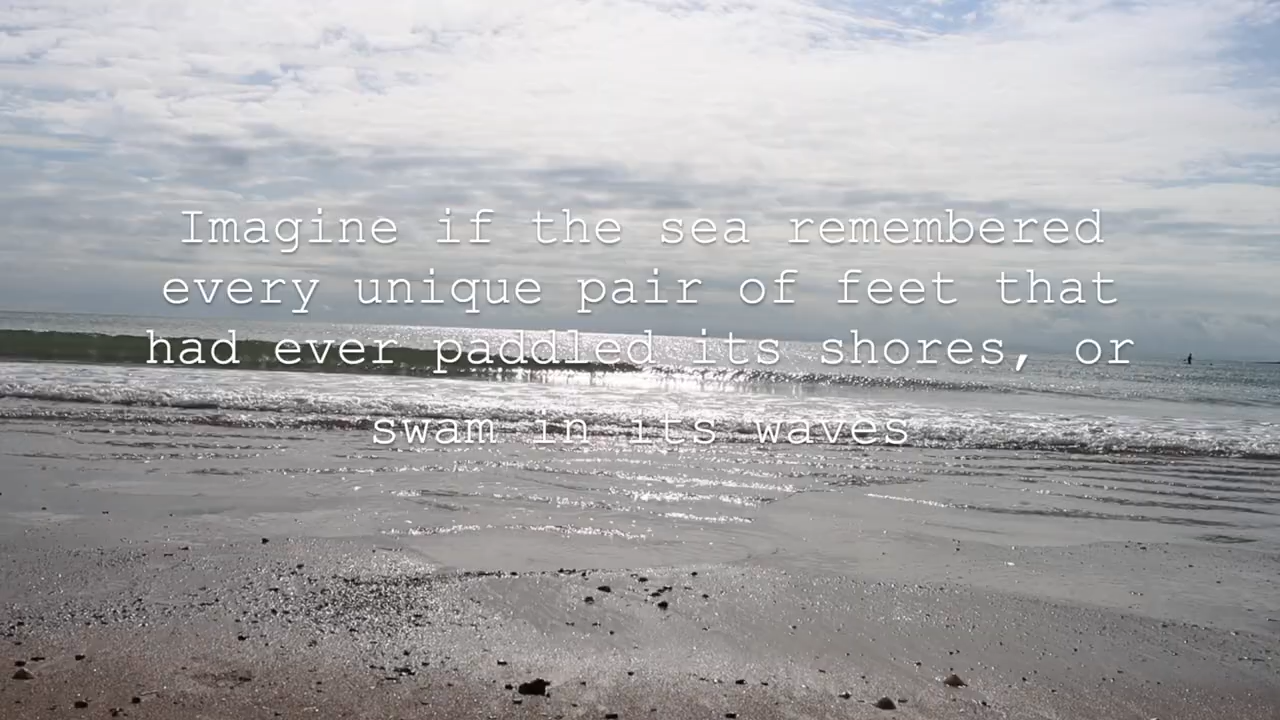 Imagine if the sea remembered
every unique pair of feet that
had ever paddled its shores, or
swam in its waves